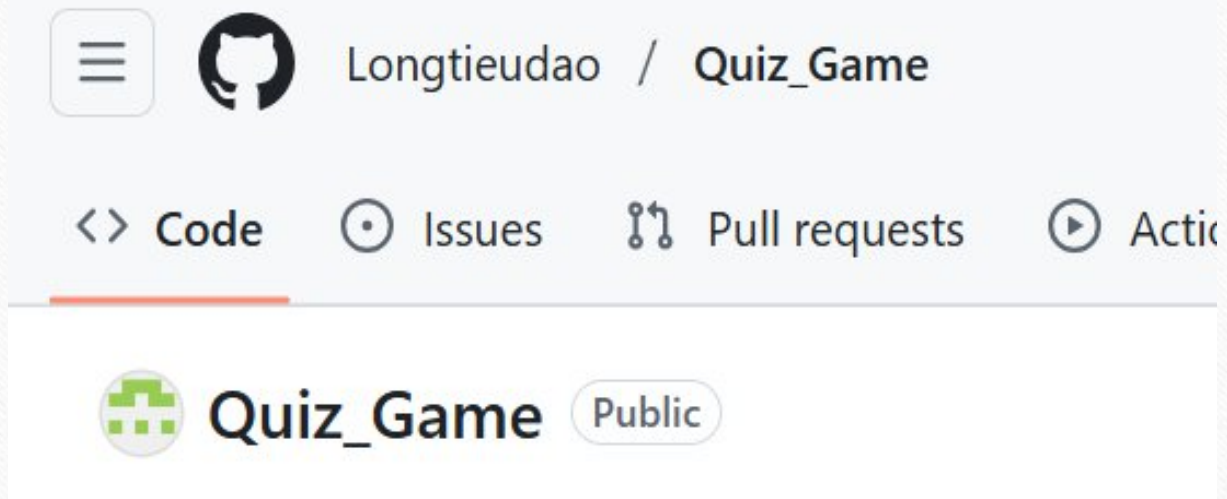 Longtieudao / Quiz_Game
Code Issues Pull requests
Quiz_Game Public